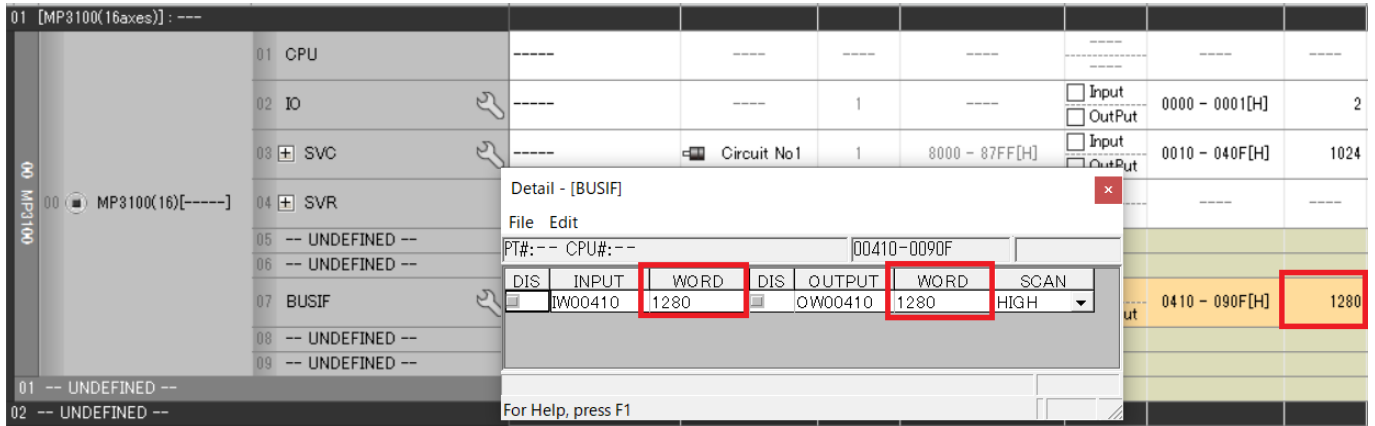 01 [MP3100(16axes)] : ---
01 CPU ----- ---- ---- ---- ---- ---- ---- ----
02 IO ----- ---- 1 ---- Input OutPut 0000 - 0001[H] 2
03 SVC ----- Circuit No1 1 8000 - 87FF[H] Input OutPut 0010 - 040F[H] 1024
00 MP3100
00 MP3100(16)[-----]
04 SVR ---- ---- ----
05 -- UNDEFINED --
06 -- UNDEFINED --
07 BUSIF ut 0410 - 090F[H] 1280
08 -- UNDEFINED --
09 -- UNDEFINED --
01 -- UNDEFINED --
02 -- UNDEFINED --
Detail - [BUSIF]
File Edit
PT#:-- CPU#:-- 00410-0090F
DIS INPUT WORD DIS OUTPUT WORD SCAN
IW00410 1280 OW00410 1280 HIGH
For Help, press F1